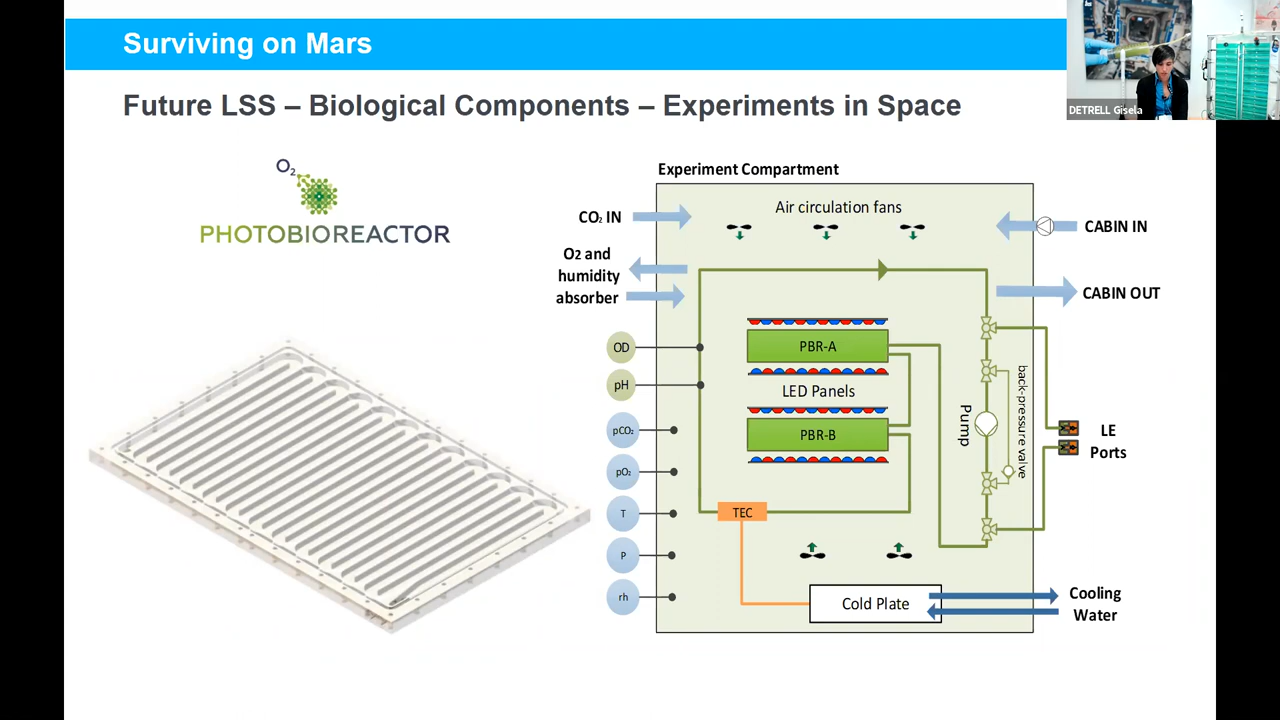 Surviving on Mars
DETRELL Gisela
Future LSS – Biological Components – Experiments in Space
O₂
PHOTOBIOREACTOR
Experiment Compartment
Air circulation fans
CO₂ IN
CABIN IN
O2 and
humidity
absorber
CABIN OUT
OD
pH
pCO₂
pO₂
T
P
rh
PBR-A
LED Panels
PBR-B
Pump
back-pressure valve
LE
Ports
TEC
Cold Plate
Cooling
Water